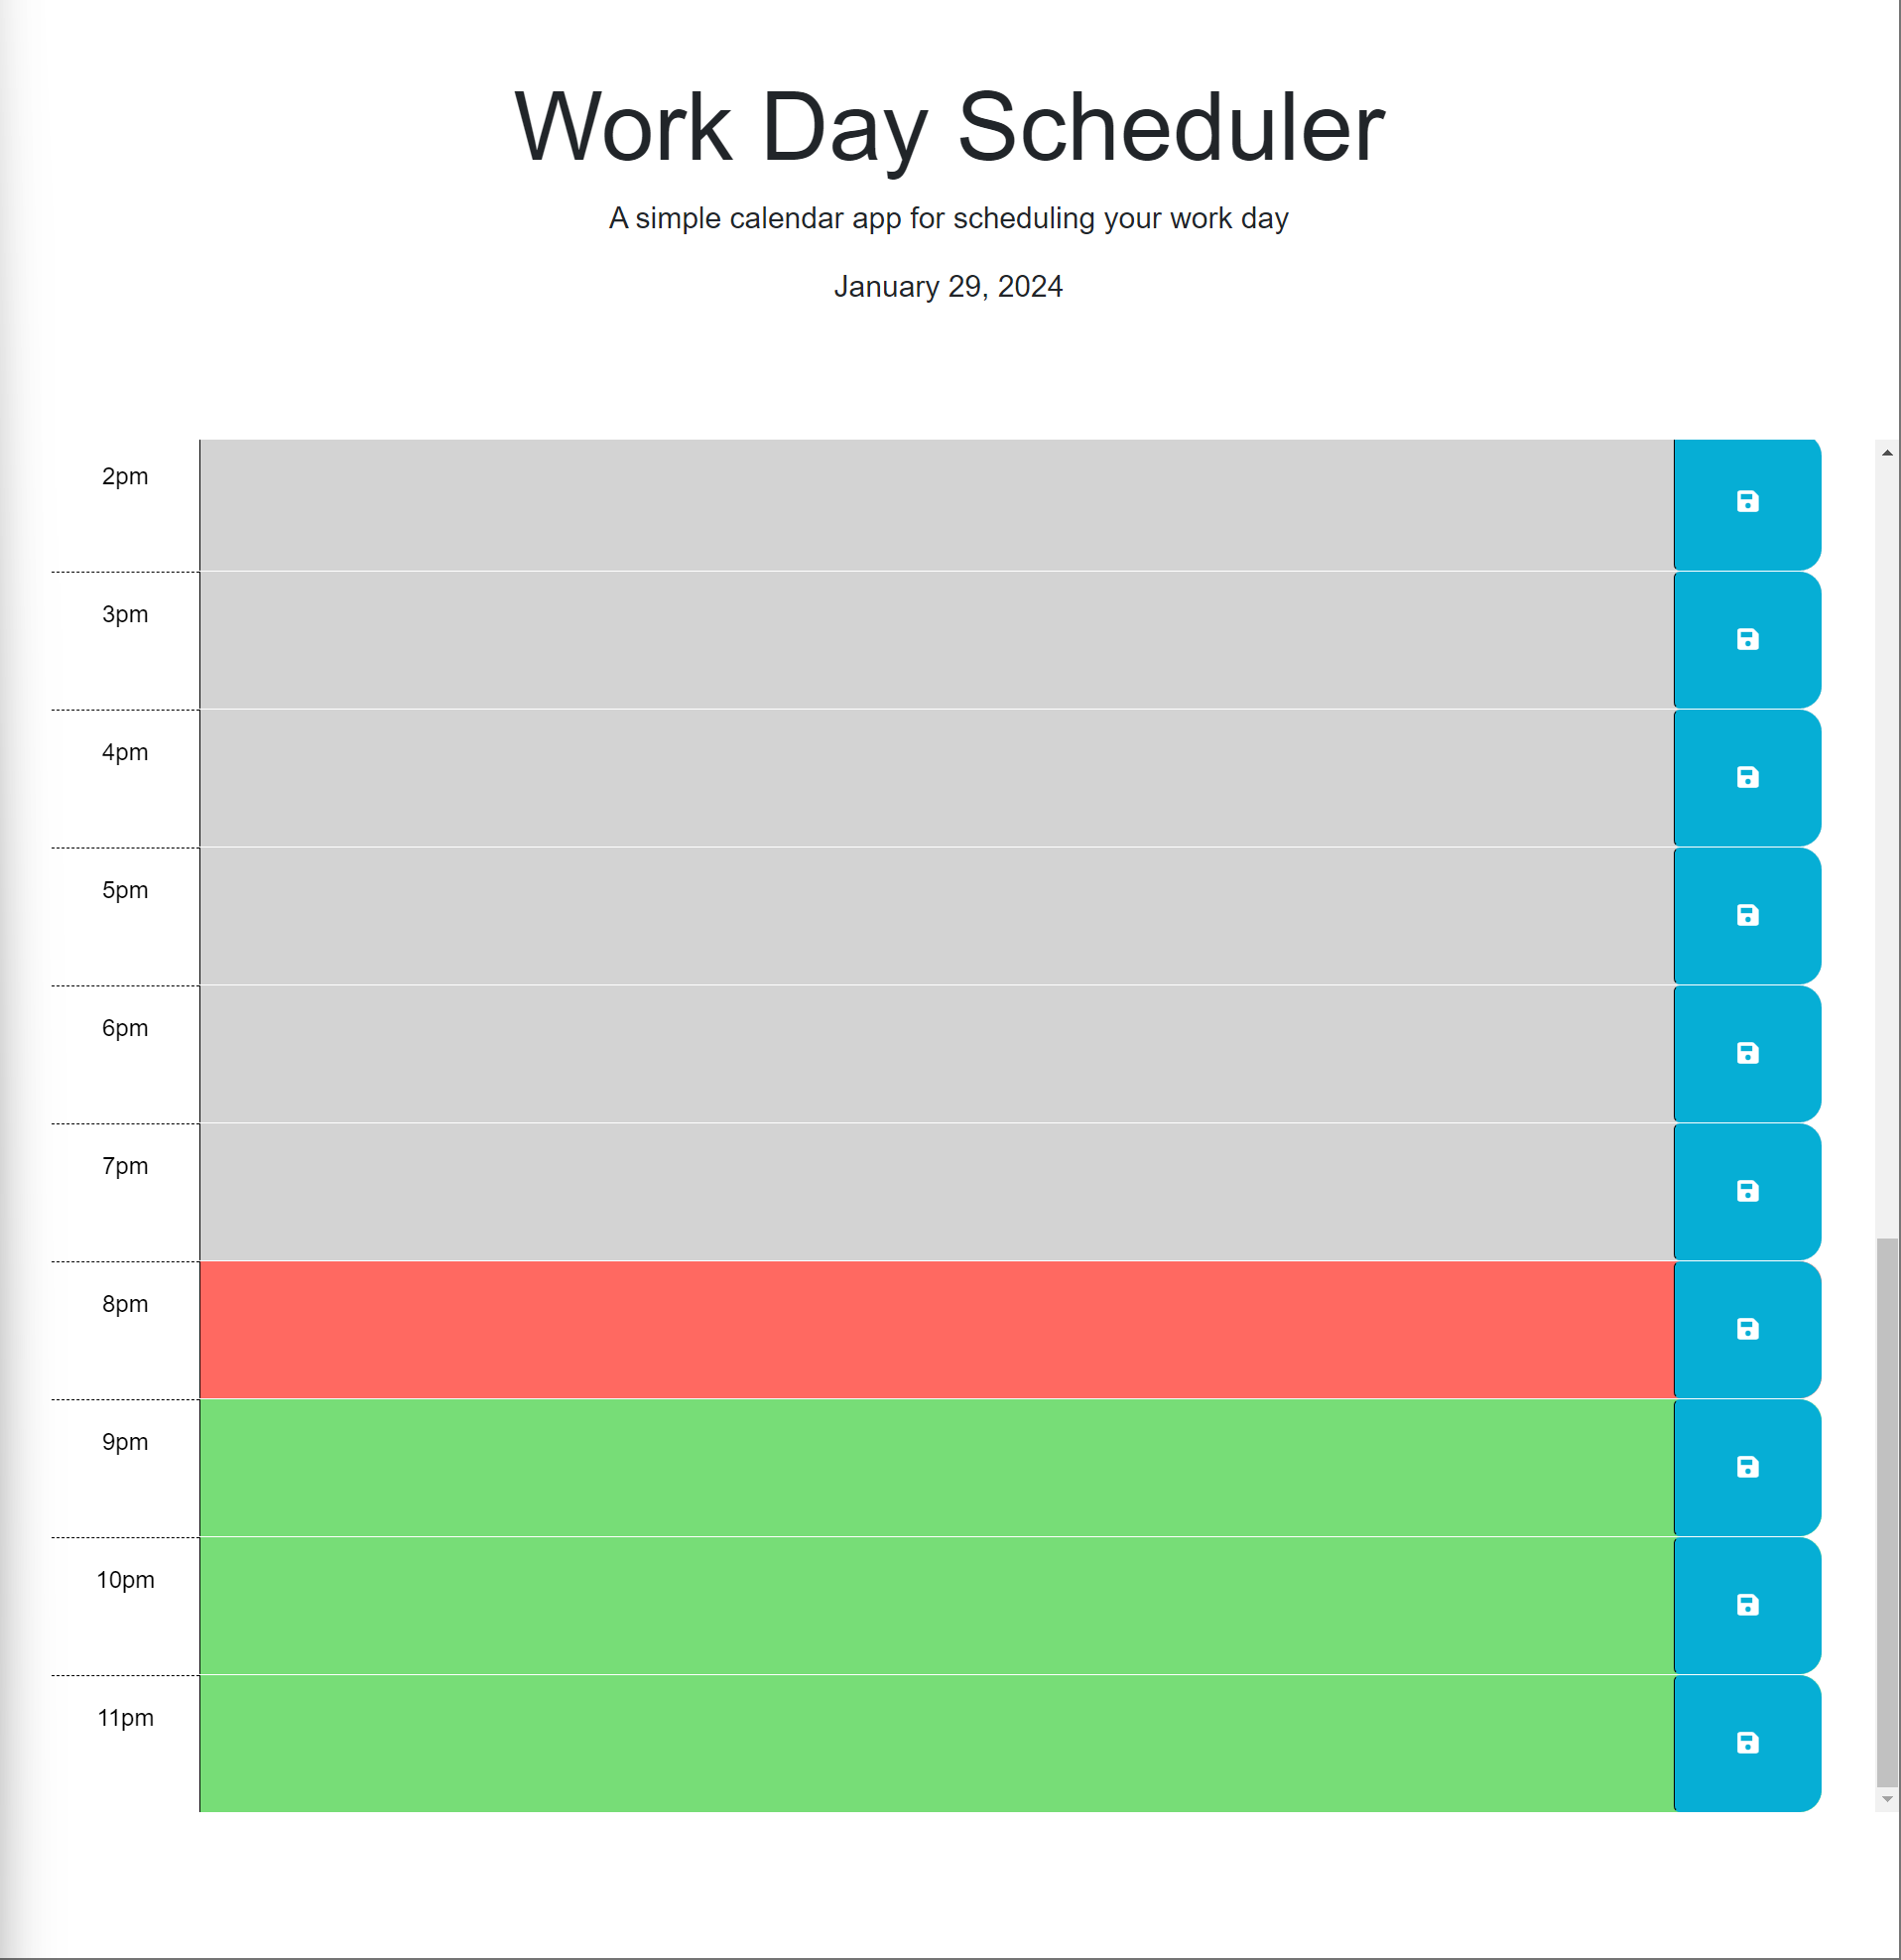 Work Day Scheduler
A simple calendar app for scheduling your work day
January 29, 2024
2pm
3pm
4pm
5pm
6pm
7pm
8pm
9pm
10pm
11pm